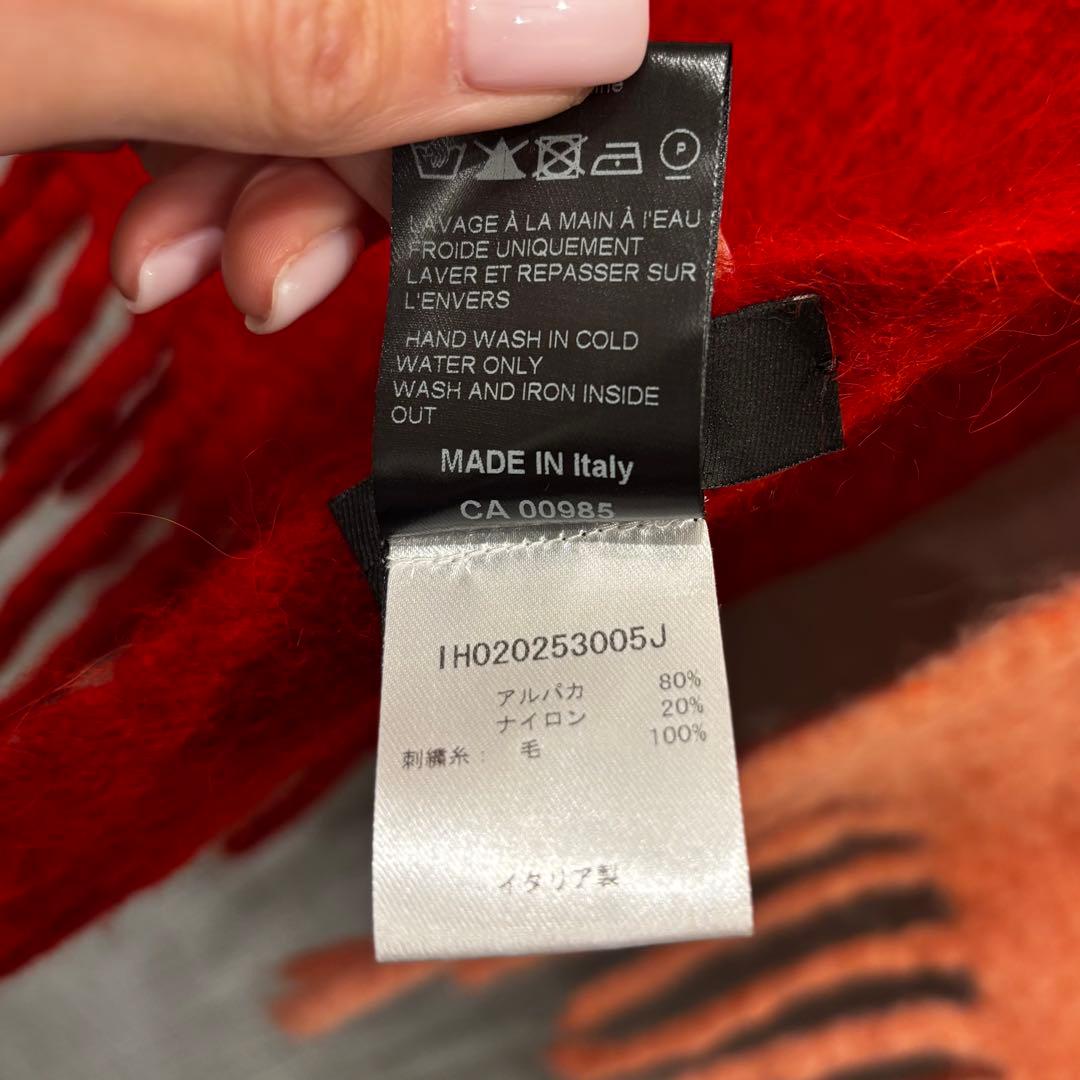 LAVAGE À LA MAIN À l'EAU
FROIDE UNIQUEMENT
LAVER ET REPASSER SUR
L'ENVERS
HAND WASH IN COLD
WATER ONLY
WASH AND IRON INSIDE
OUT
MADE IN Italy
CA 00985
IH020253005J
アルパカ 80%
ナイロン 20%
刺繍糸： 毛 100%
イタリア製